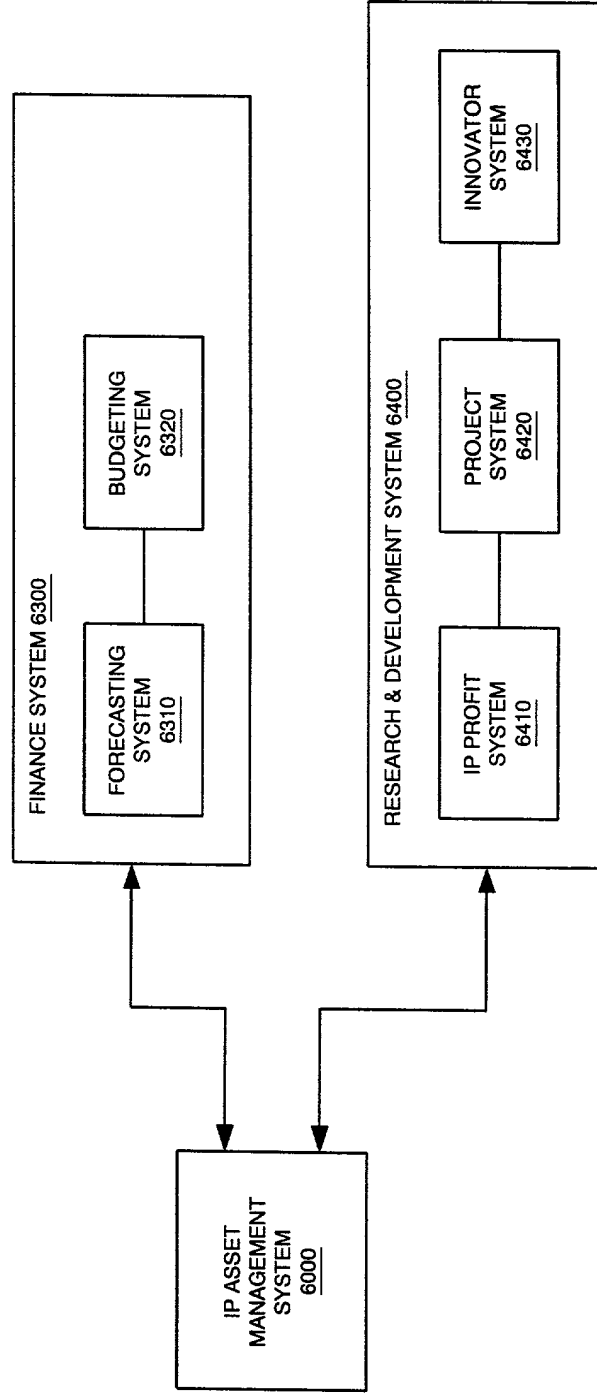 FINANCE SYSTEM 6300
FORECASTING
SYSTEM
6310
BUDGETING
SYSTEM
6320
IP ASSET
MANAGEMENT
SYSTEM
6000
RESEARCH & DEVELOPMENT SYSTEM 6400
IP PROFIT
SYSTEM
6410
PROJECT
SYSTEM
6420
INNOVATOR
SYSTEM
6430